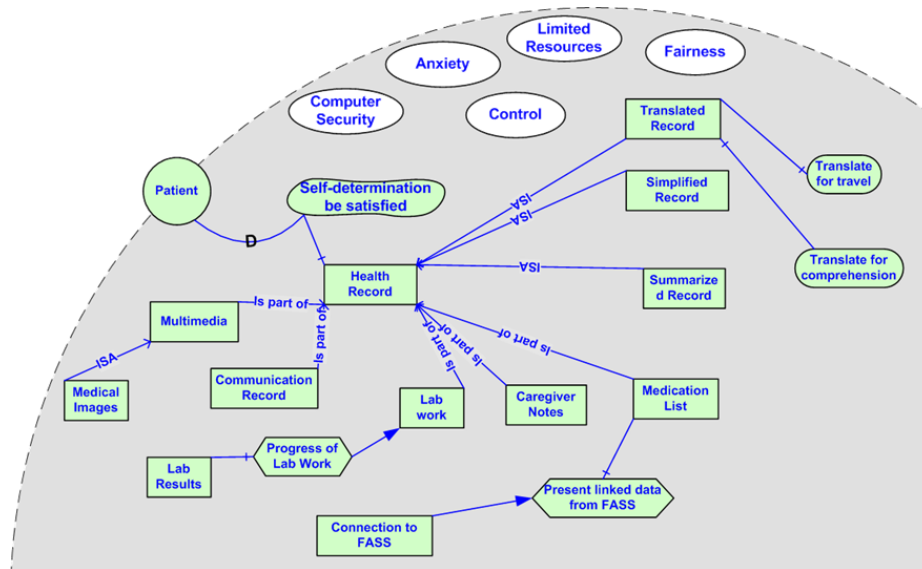 Limited
Resources
Fairness
Anxiety
Computer
Security
Control
Translated
Record
Translate
for travel
Patient
Self-determination
be satisfied
ISA
Simplified
Record
ISA
D
Translate for
comprehension
Health
Record
ISA
Summarize
d Record
Multimedia
Is part of
Is part of
ISA
Is part of
Is part of
Is part of
Medical
Images
Communication
Record
Lab
work
Caregiver
Notes
Medication
List
Progress of
Lab Work
Lab
Results
Present linked data
from FASS
Connection to
FASS